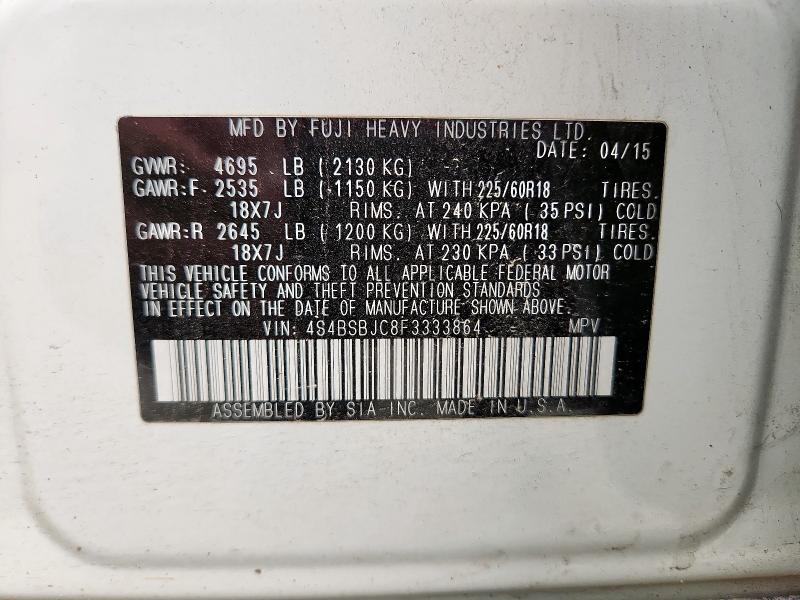 MFD BY FUJI HEAVY INDUSTRIES LTD.
DATE: 04/15
GVWR: 4695 LB ( 2130 KG)
GAWR:F 2535 LB ( 1150 KG) WITH 225/60R18 TIRES.
18X7J RIMS. AT 240 KPA ( 35 PSI) COLD
GAWR:R 2645 LB ( 1200 KG) WITH 225/60R18 TIRES.
18X7J RIMS. AT 230 KPA ( 33 PSI) COLD
THIS VEHICLE CONFORMS TO ALL APPLICABLE FEDERAL MOTOR
VEHICLE SAFETY AND THEFT PREVENTION STANDARDS
IN EFFECT ON THE DATE OF MANUFACTURE SHOWN ABOVE.
VIN: 4S4BSBJC8F3333864 MPV
ASSEMBLED BY SIA INC. MADE IN U.S.A.